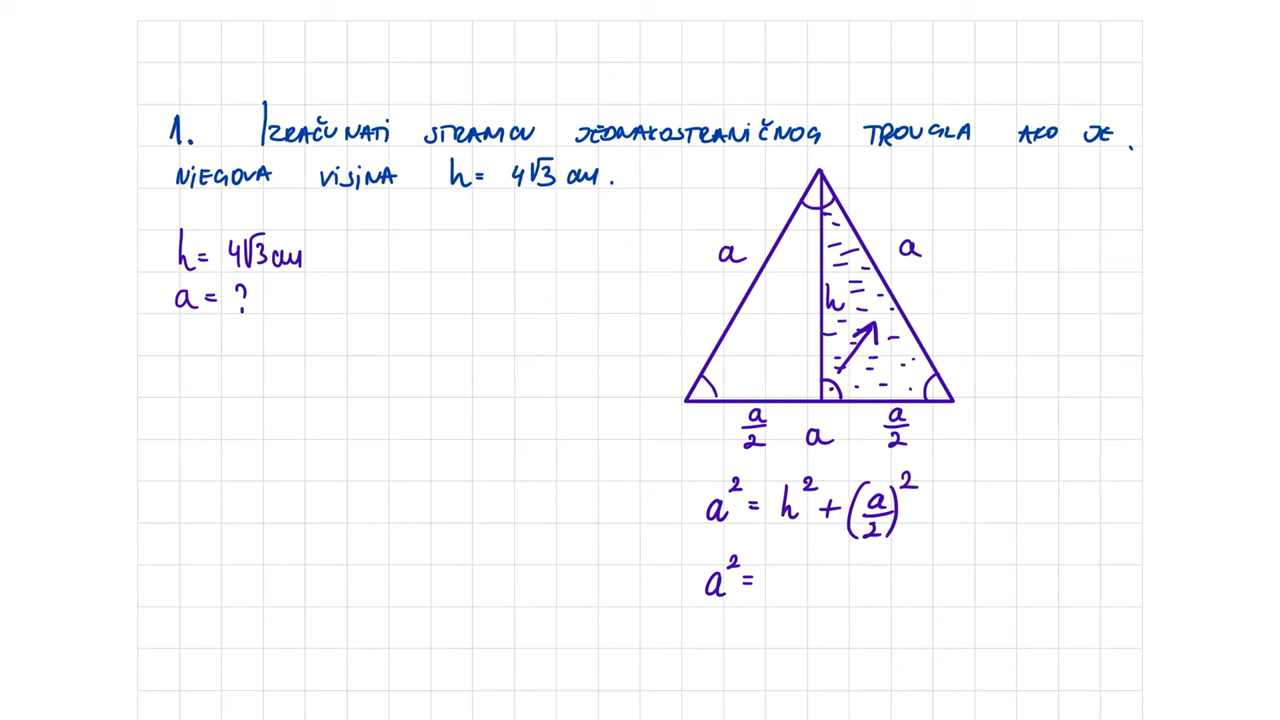 1. IZRAČUNATI STRANICU JEDNAKOSTRANIČNOG TROUGLA AKO JE
NJEGOVA VISINA h = 4√3 cm.
h = 4√3 cm
a = ?
a
a
h
a/2
a
a/2
a² = h² + (a/2)²
a² =